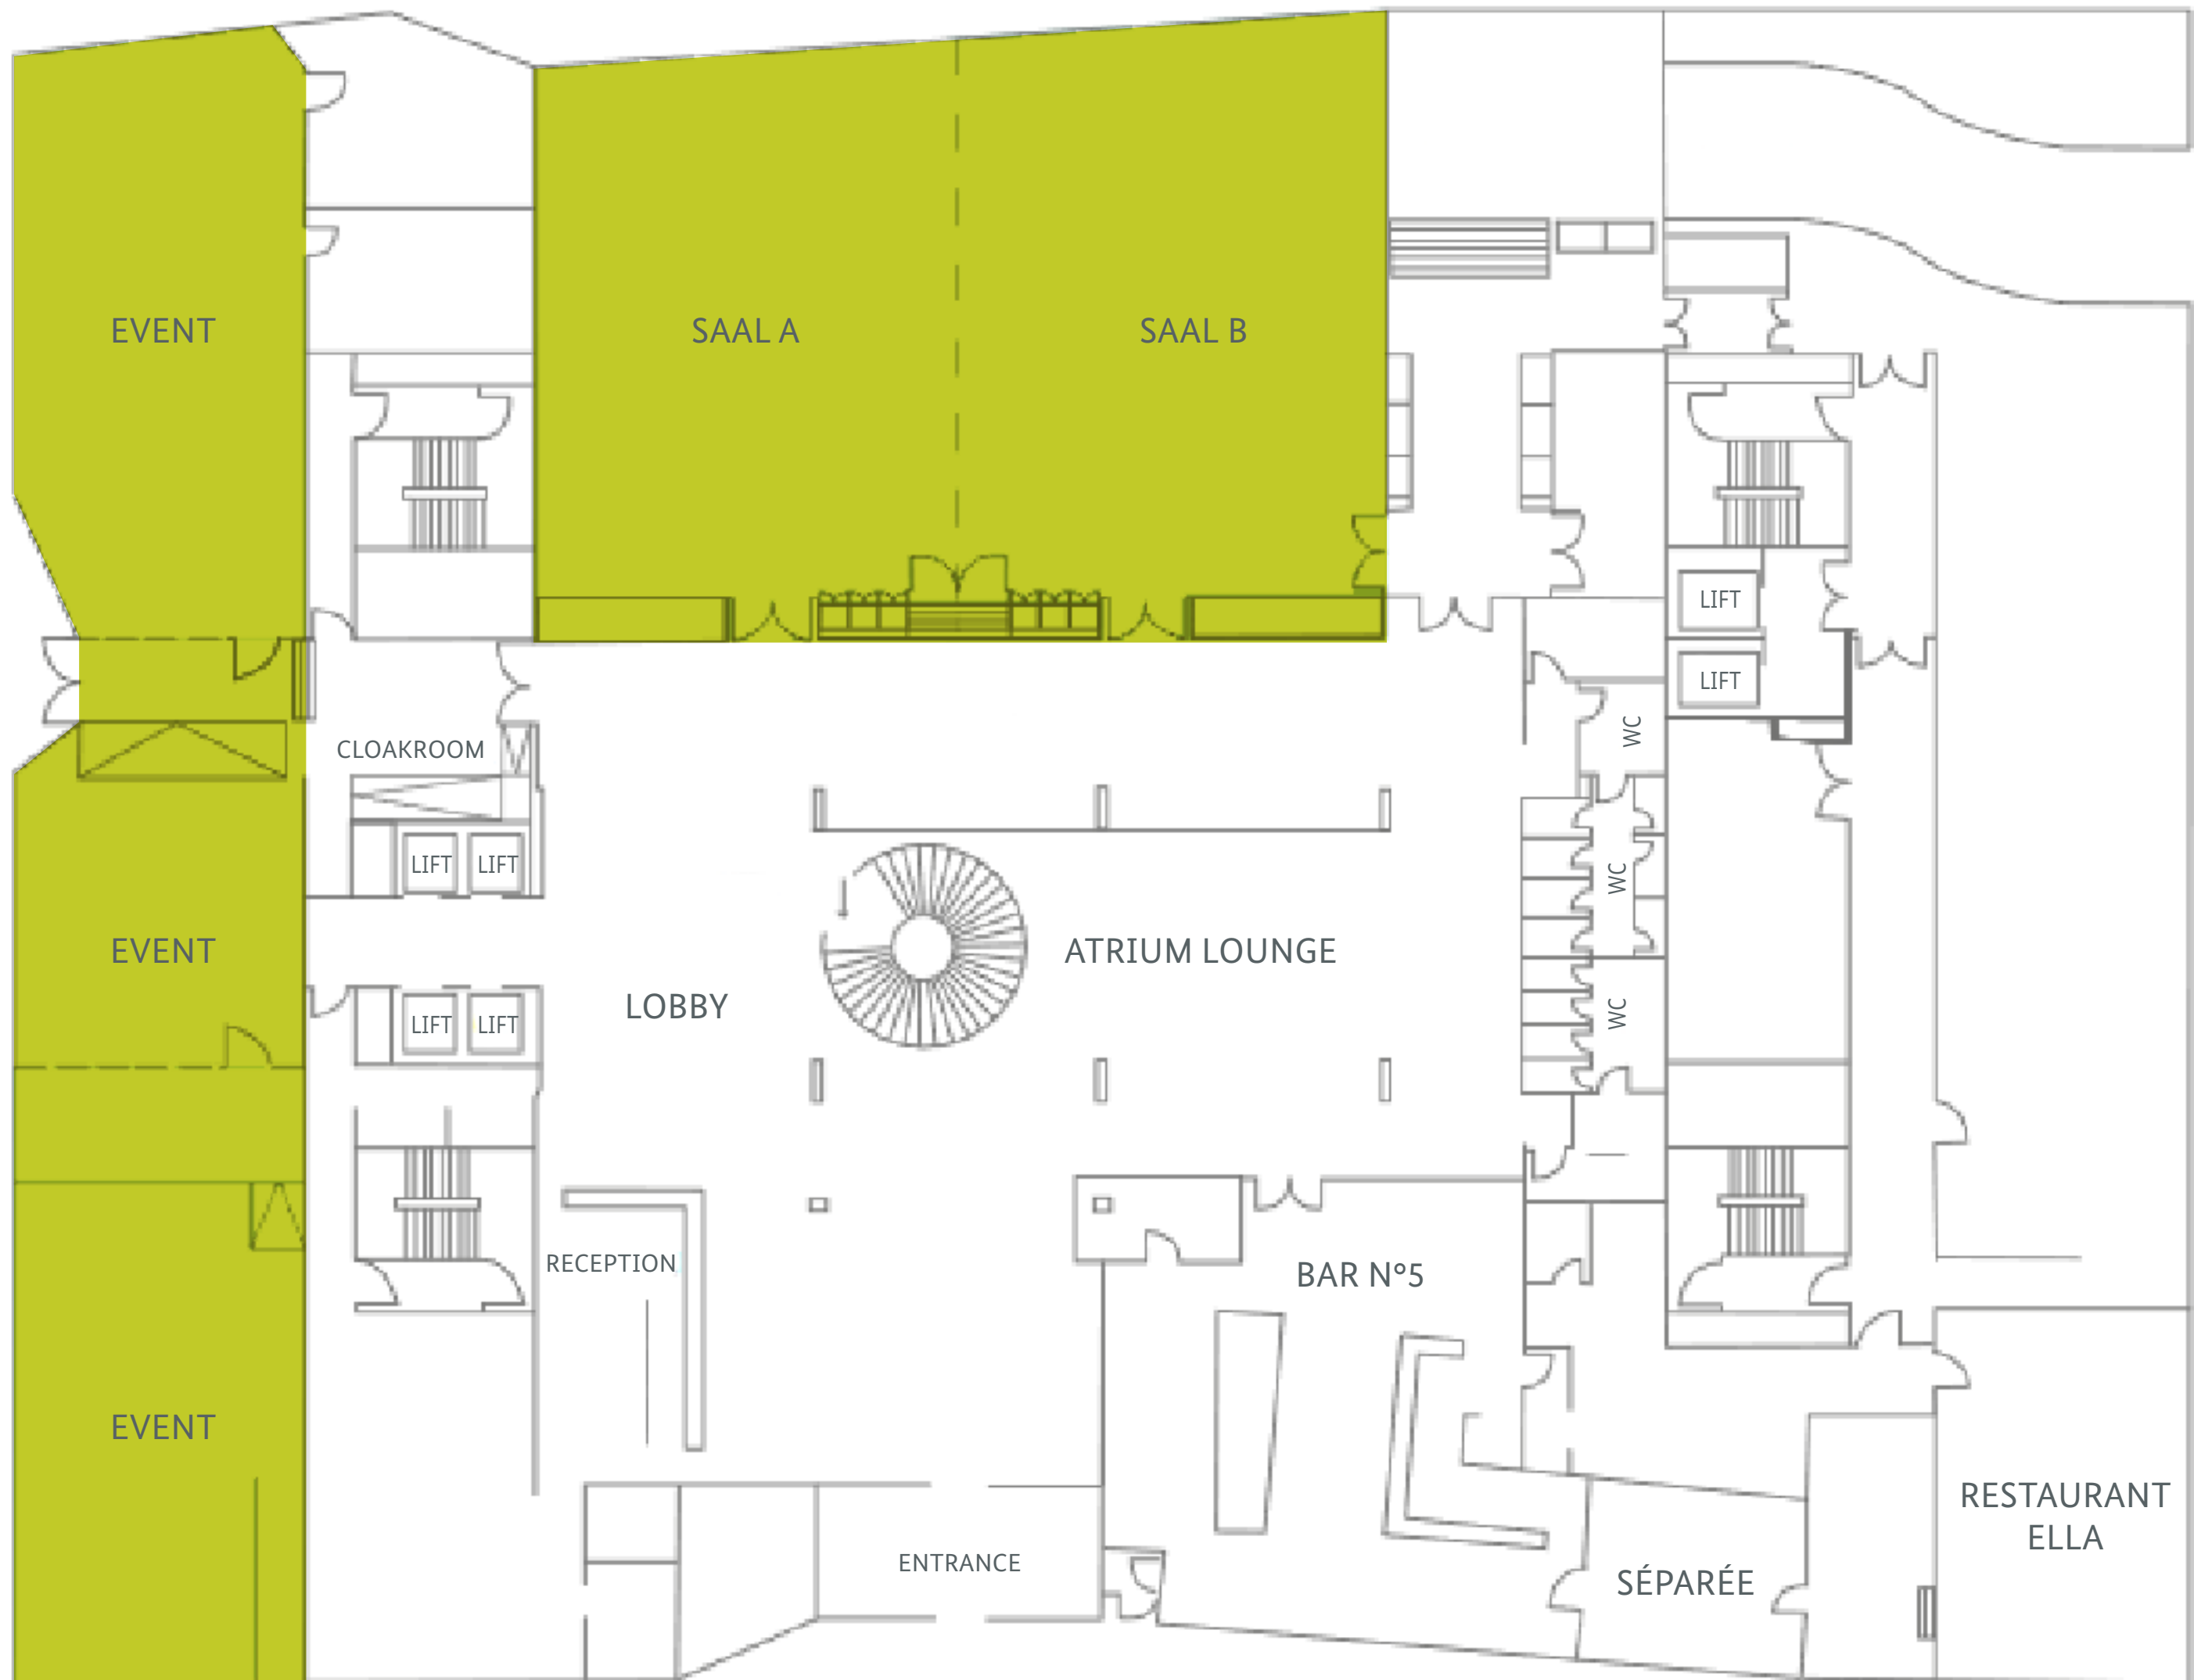 EVENT
SAAL A
SAAL B
LIFT
LIFT
WC
CLOAKROOM
LIFT
LIFT
WC
EVENT
ATRIUM LOUNGE
LOBBY
WC
LIFT
LIFT
RECEPTION
BAR N°5
EVENT
RESTAURANT
ELLA
ENTRANCE
SÉPARÉE